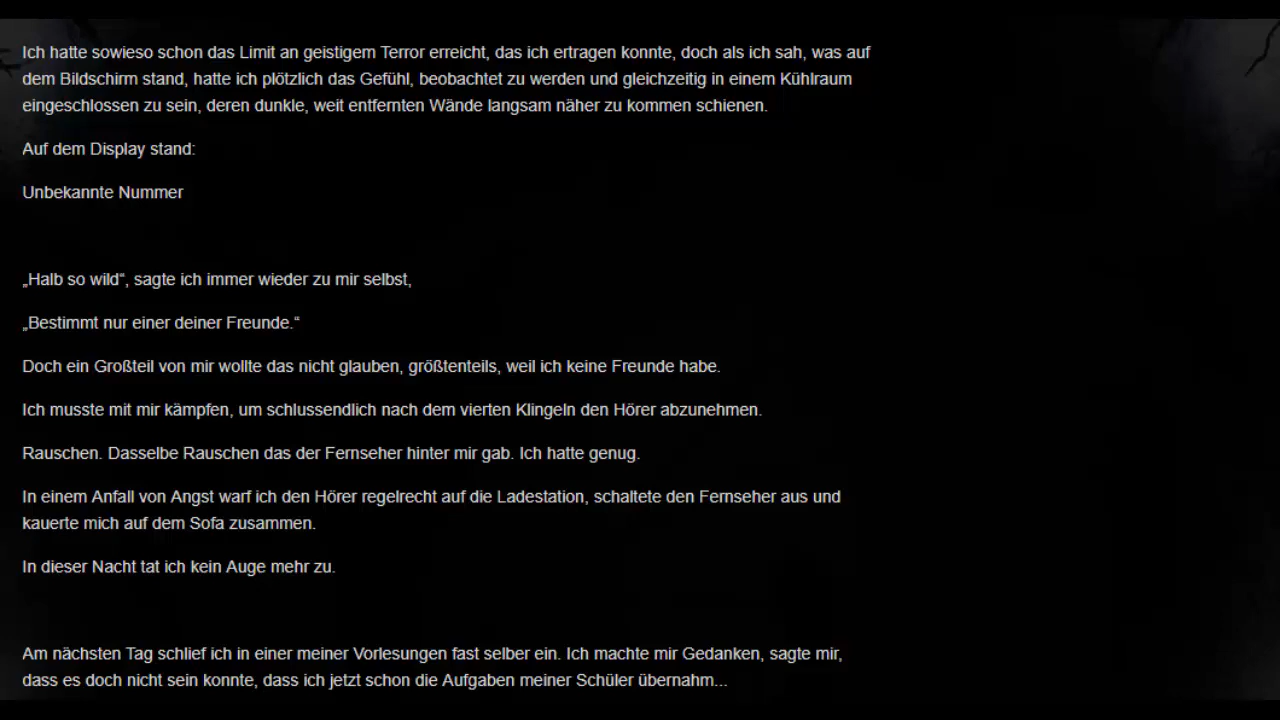 Ich hatte sowieso schon das Limit an geistigem Terror erreicht, das ich ertragen konnte, doch als ich sah, was auf
dem Bildschirm stand, hatte ich plötzlich das Gefühl, beobachtet zu werden und gleichzeitig in einem Kühlraum
eingeschlossen zu sein, deren dunkle, weit entfernten Wände langsam näher zu kommen schienen.
Auf dem Display stand:
Unbekannte Nummer
„Halb so wild“, sagte ich immer wieder zu mir selbst,
„Bestimmt nur einer deiner Freunde.“
Doch ein Großteil von mir wollte das nicht glauben, größtenteils, weil ich keine Freunde habe.
Ich musste mit mir kämpfen, um schlussendlich nach dem vierten Klingeln den Hörer abzunehmen.
Rauschen. Dasselbe Rauschen das der Fernseher hinter mir gab. Ich hatte genug.
In einem Anfall von Angst warf ich den Hörer regelrecht auf die Ladestation, schaltete den Fernseher aus und
kauerte mich auf dem Sofa zusammen.
In dieser Nacht tat ich kein Auge mehr zu.
Am nächsten Tag schlief ich in einer meiner Vorlesungen fast selber ein. Ich machte mir Gedanken, sagte mir,
dass es doch nicht sein konnte, dass ich jetzt schon die Aufgaben meiner Schüler übernahm...